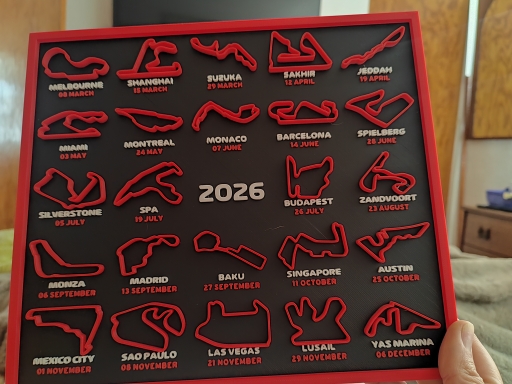 MELBOURNE
08 MARCH
SHANGHAI
15 MARCH
SUZUKA
29 MARCH
SAKHIR
12 APRIL
JEDDAH
19 APRIL
MIAMI
03 MAY
MONTREAL
24 MAY
MONACO
07 JUNE
BARCELONA
14 JUNE
SPIELBERG
28 JUNE
SILVERSTONE
05 JULY
SPA
19 JULY
2026
BUDAPEST
26 JULY
ZANDVOORT
23 AUGUST
MONZA
06 SEPTEMBER
MADRID
13 SEPTEMBER
BAKU
27 SEPTEMBER
SINGAPORE
11 OCTOBER
AUSTIN
25 OCTOBER
MEXICO CITY
01 NOVEMBER
SAO PAULO
08 NOVEMBER
LAS VEGAS
21 NOVEMBER
LUSAIL
29 NOVEMBER
YAS MARINA
06 DECEMBER